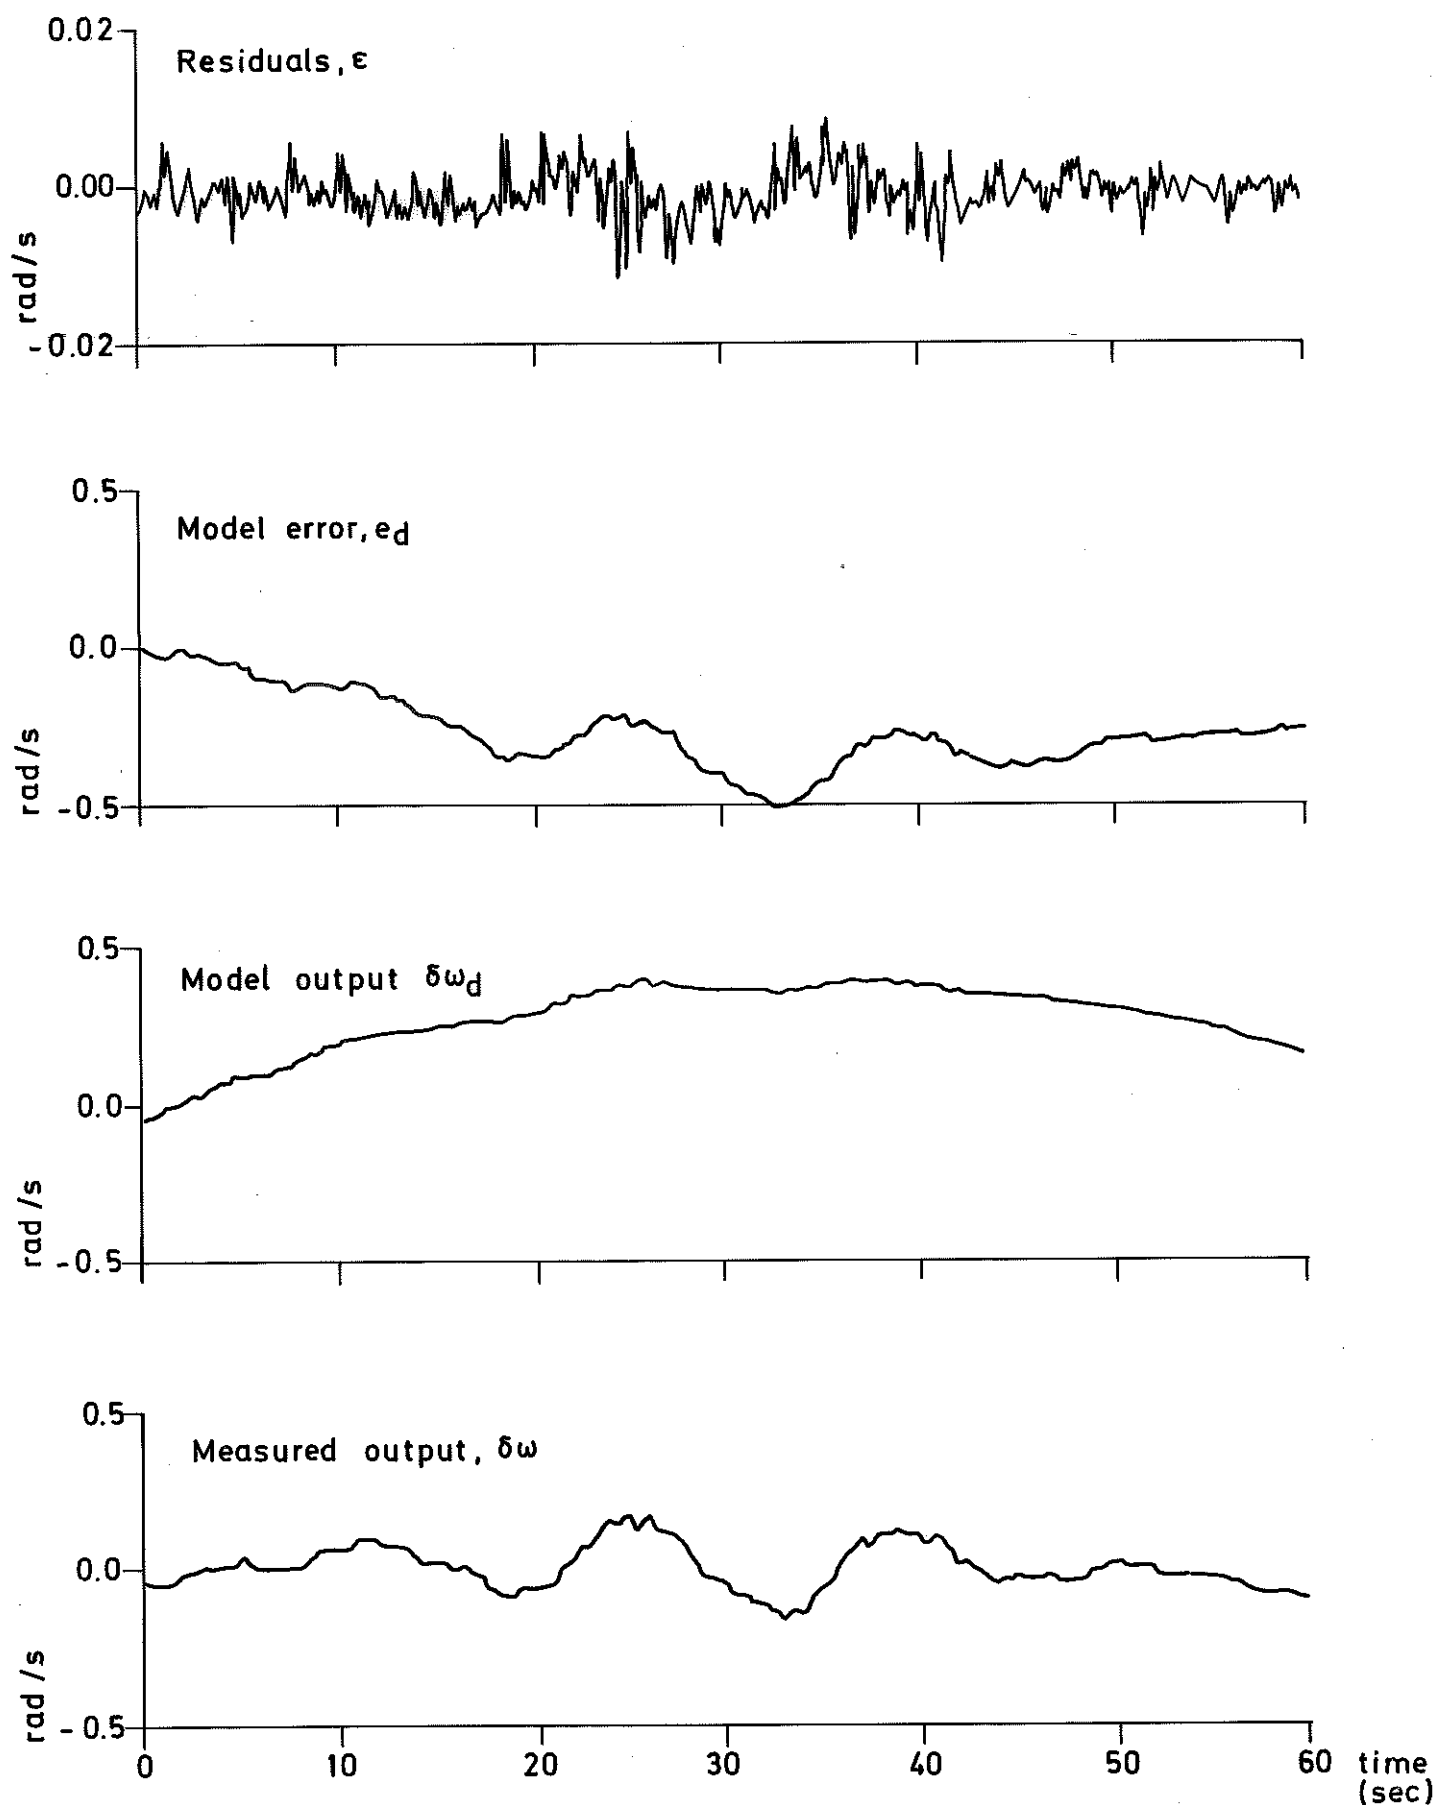 0.02
Residuals, ε
0.00
rad/s
-0.02
0.5
Model error, ed
0.0
rad/s
-0.5
0.5
Model output δωd
0.0
rad/s
-0.5
0.5
Measured output, δω
0.0
rad/s
-0.5
0 10 20 30 40 50 60 time
(sec)